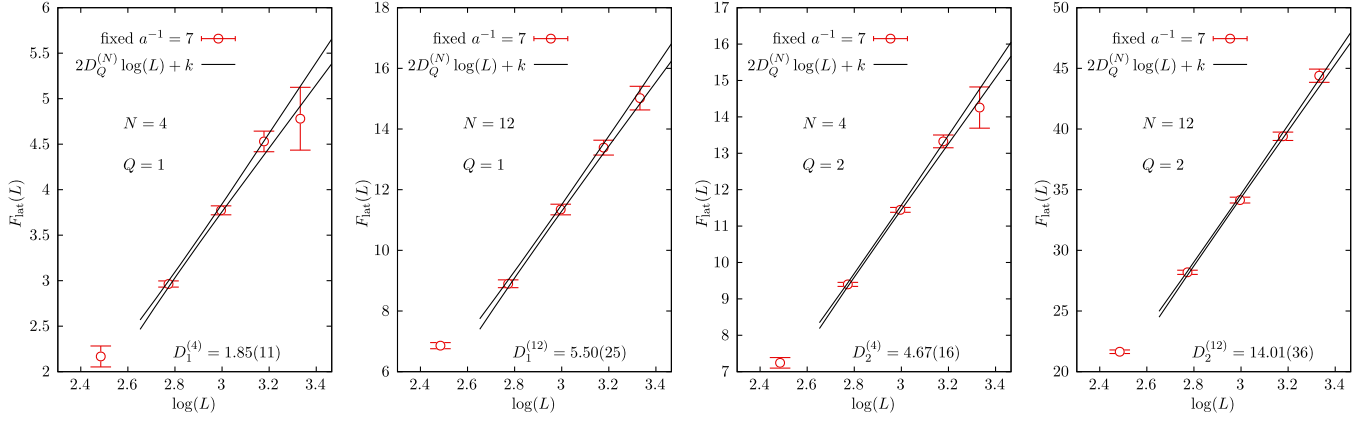 6
5.5
5
4.5
4
3.5
3
2.5
2
F_lat(L)
2.4 2.6 2.8 3 3.2 3.4
log(L)
fixed a^{-1} = 7
2D_Q^{(N)} log(L) + k
N = 4
Q = 1
D_1^{(4)} = 1.85(11)
18
16
14
12
10
8
6
F_lat(L)
2.4 2.6 2.8 3 3.2 3.4
log(L)
fixed a^{-1} = 7
2D_Q^{(N)} log(L) + k
N = 12
Q = 1
D_1^{(12)} = 5.50(25)
17
16
15
14
13
12
11
10
9
8
7
F_lat(L)
2.4 2.6 2.8 3 3.2 3.4
log(L)
fixed a^{-1} = 7
2D_Q^{(N)} log(L) + k
N = 4
Q = 2
D_2^{(4)} = 4.67(16)
50
45
40
35
30
25
20
F_lat(L)
2.4 2.6 2.8 3 3.2 3.4
log(L)
fixed a^{-1} = 7
2D_Q^{(N)} log(L) + k
N = 12
Q = 2
D_2^{(12)} = 14.01(36)